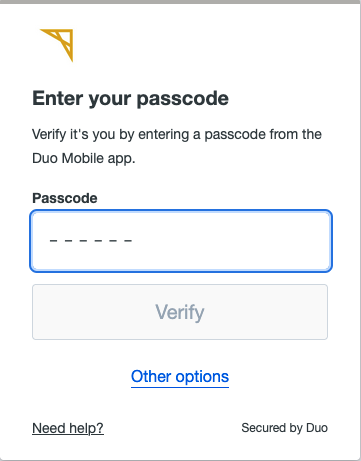 Enter your passcode
Verify it's you by entering a passcode from the
Duo Mobile app.
Passcode
– – – – – –
Verify
Other options
Need help?
Secured by Duo